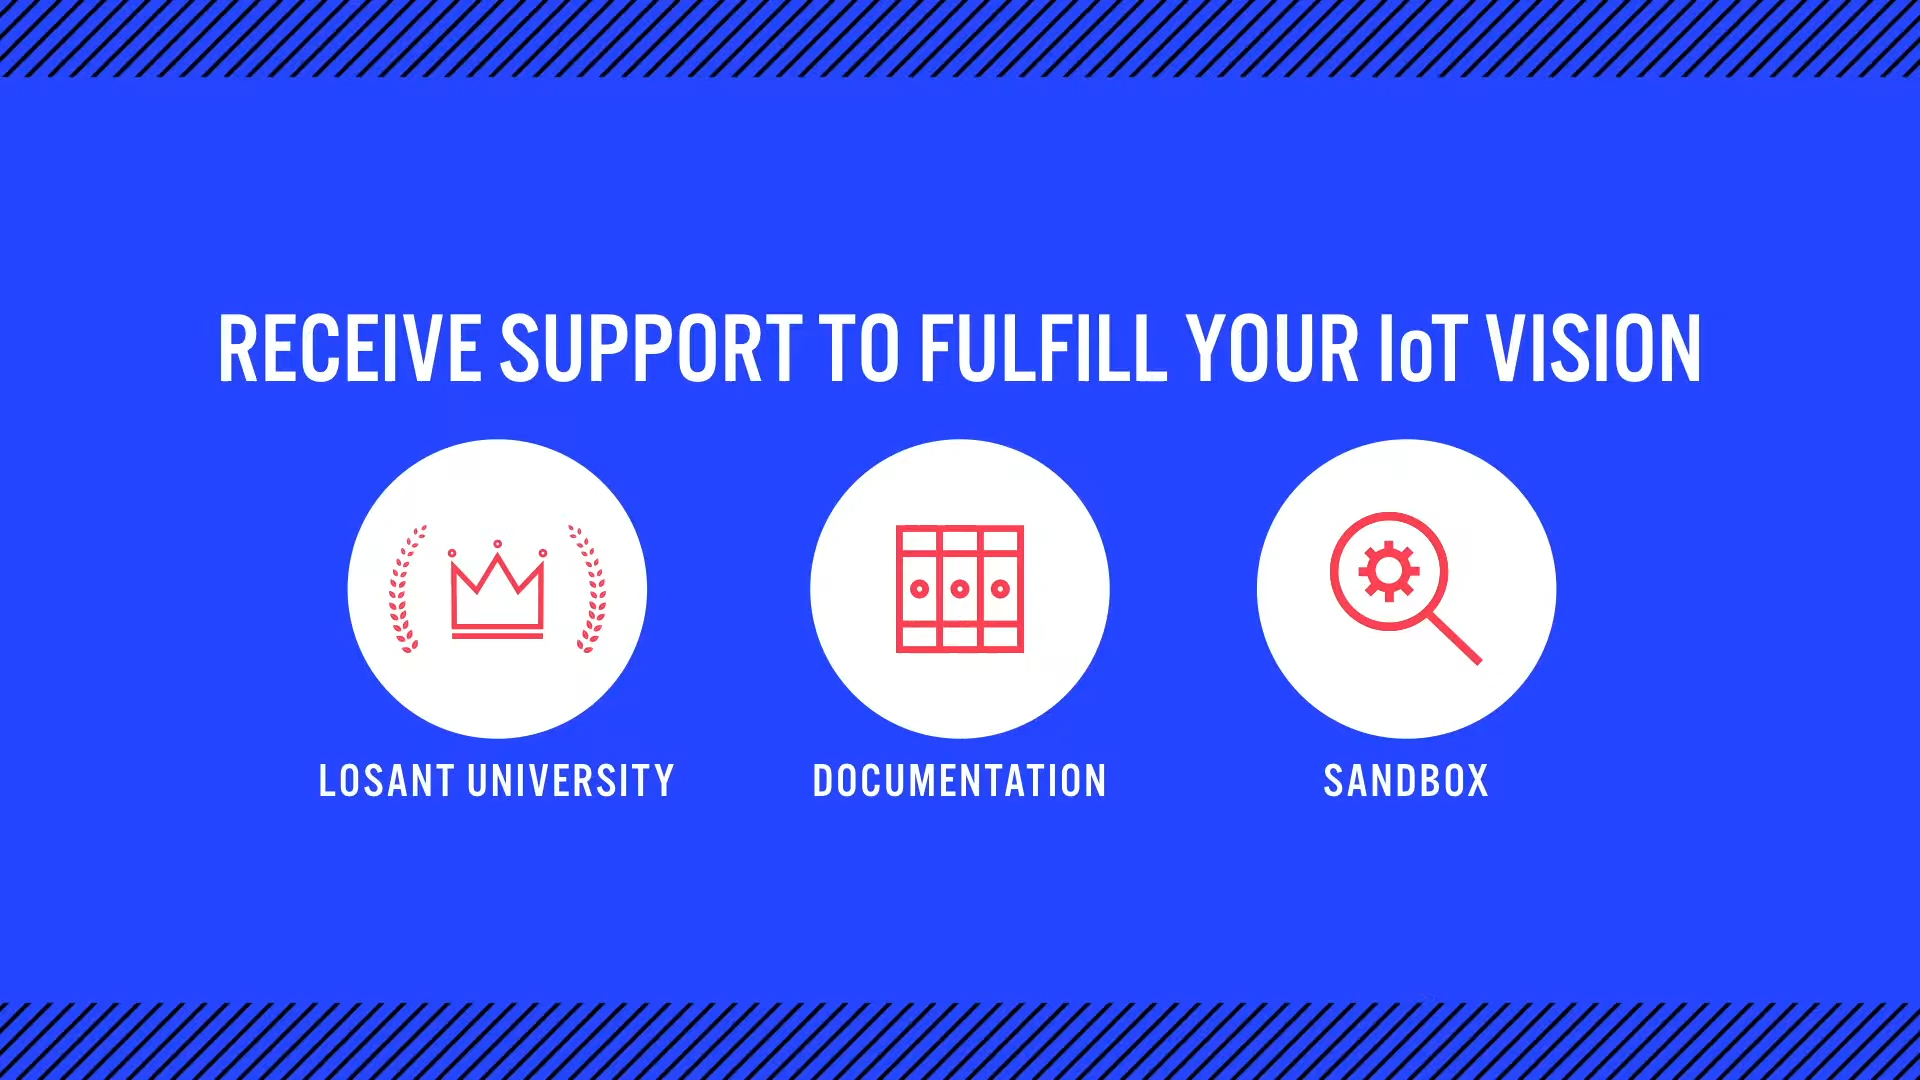 RECEIVE SUPPORT TO FULFILL YOUR IoT VISION
LOSANT UNIVERSITY
DOCUMENTATION
SANDBOX